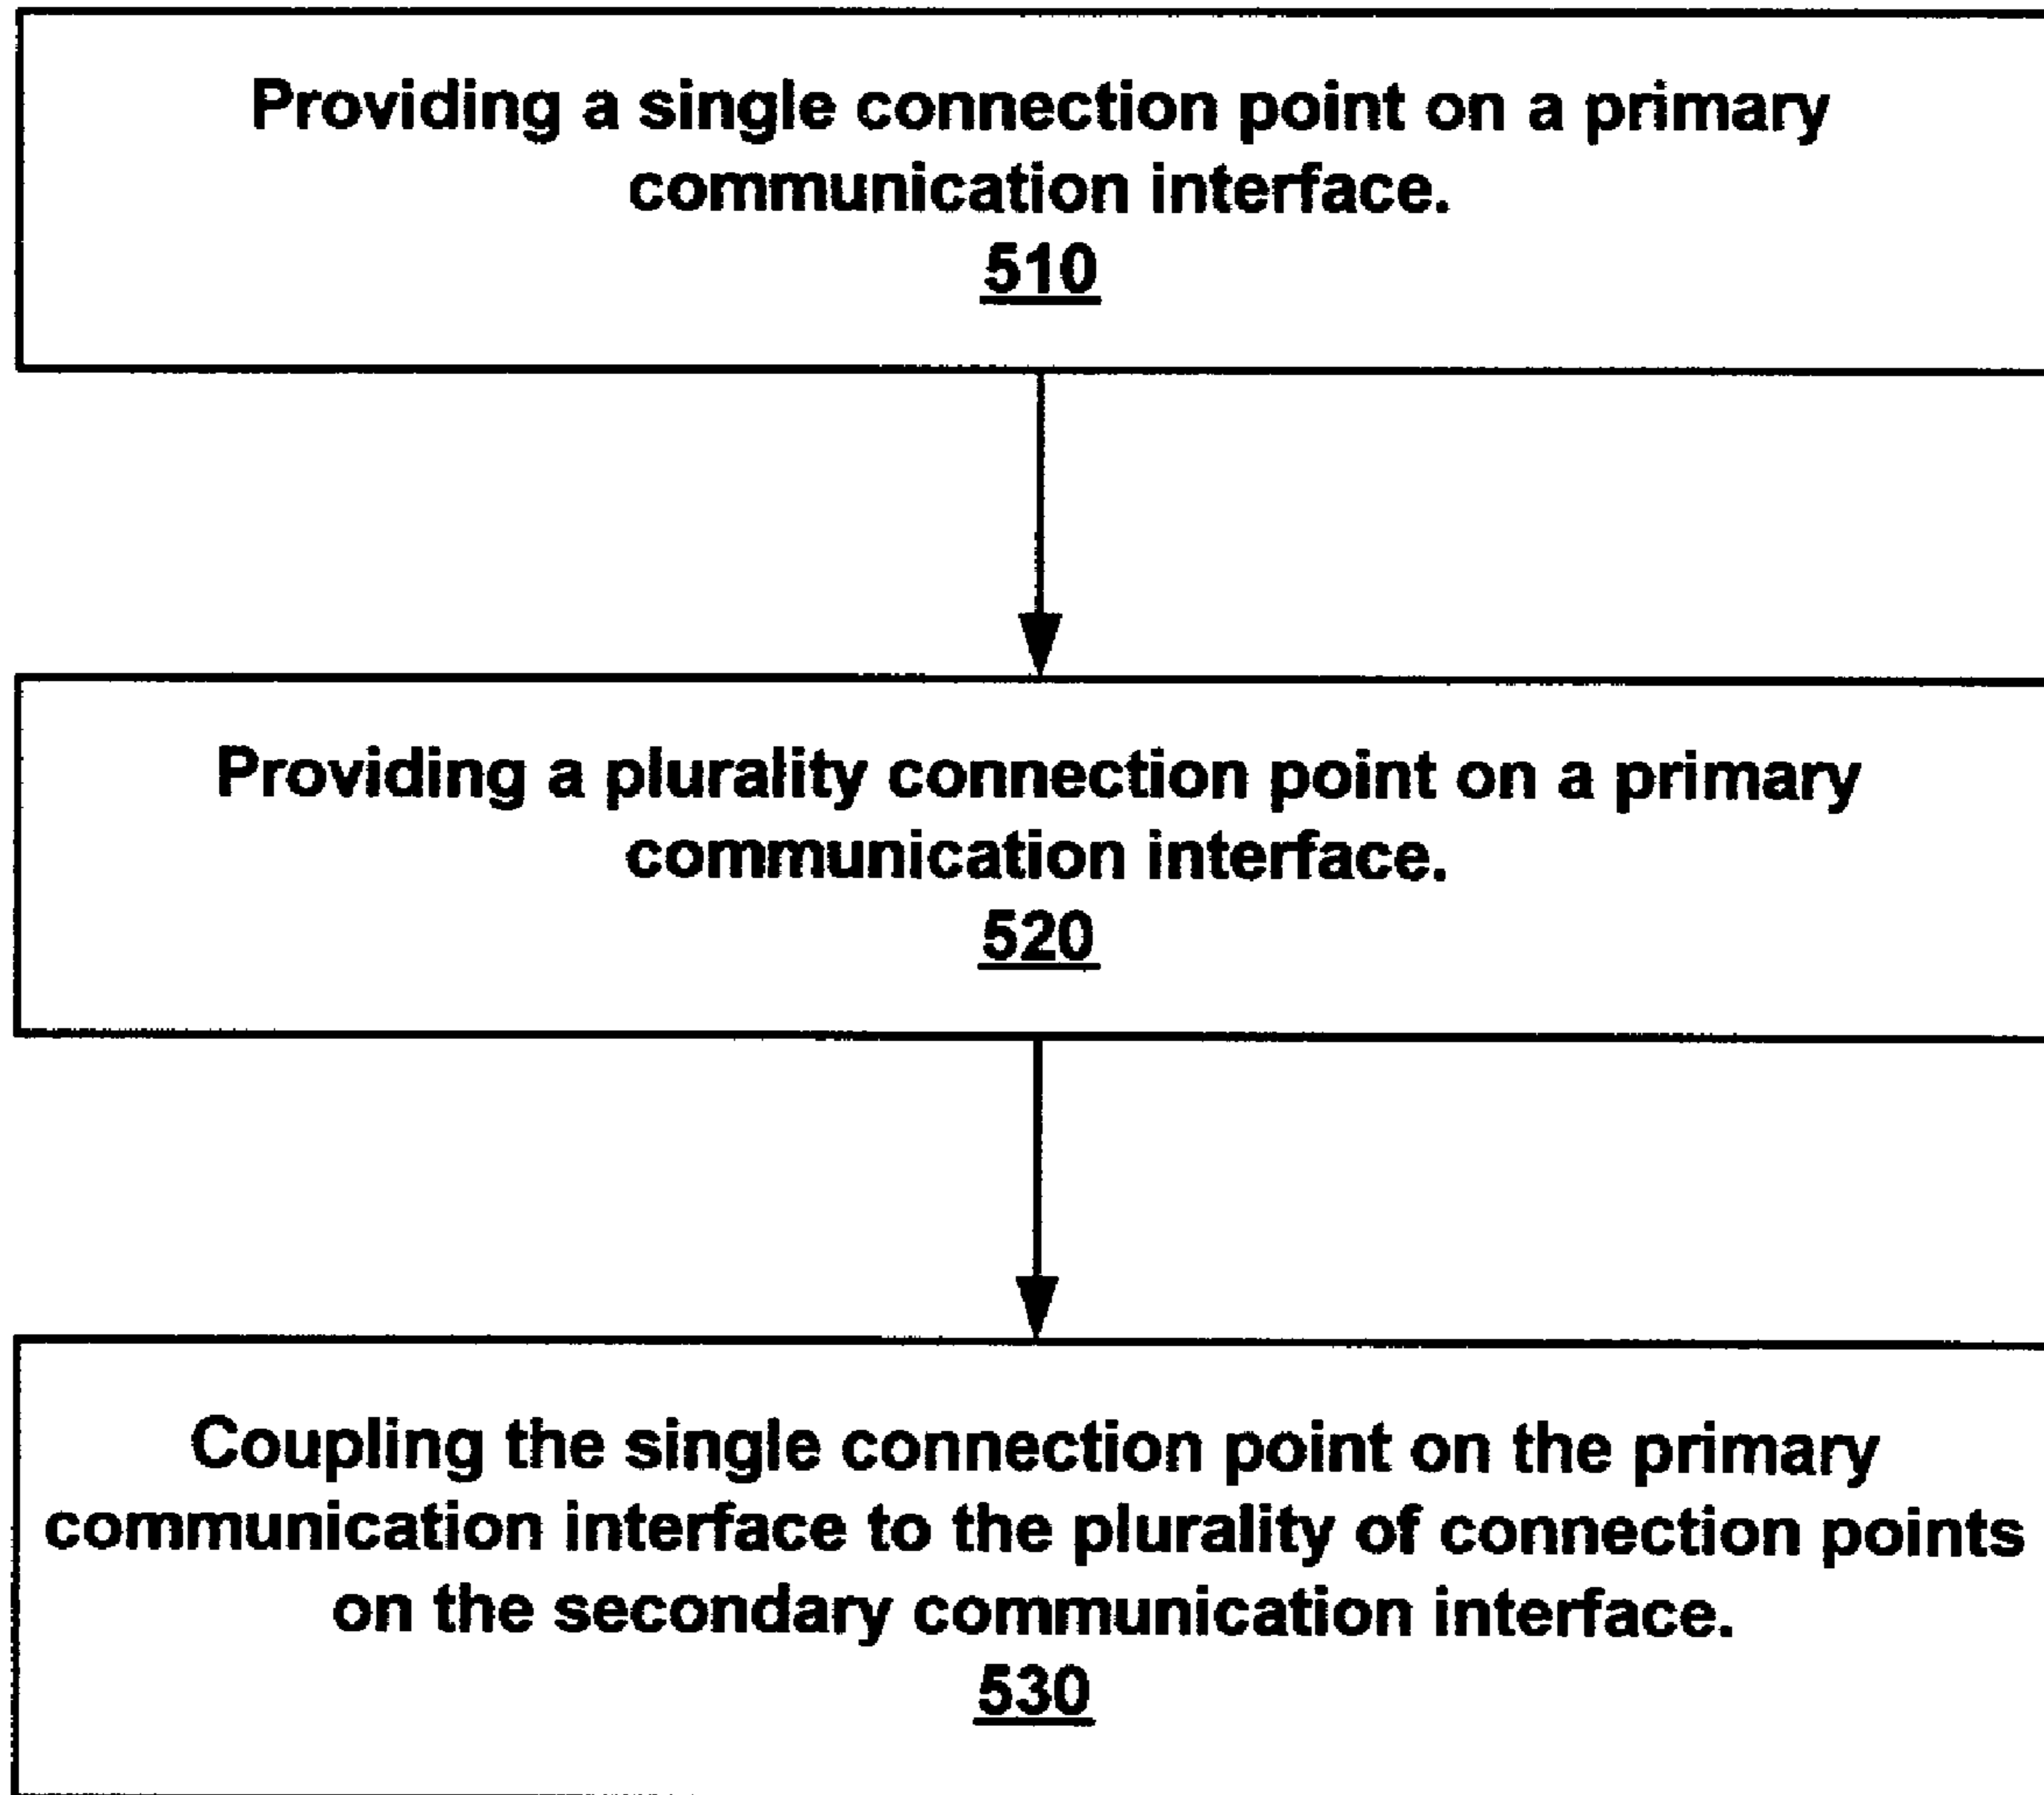 Providing a single connection point on a primary
communication interface.
510
Providing a plurality connection point on a primary
communication interface.
520
Coupling the single connection point on the primary
communication interface to the plurality of connection points
on the secondary communication interface.
530